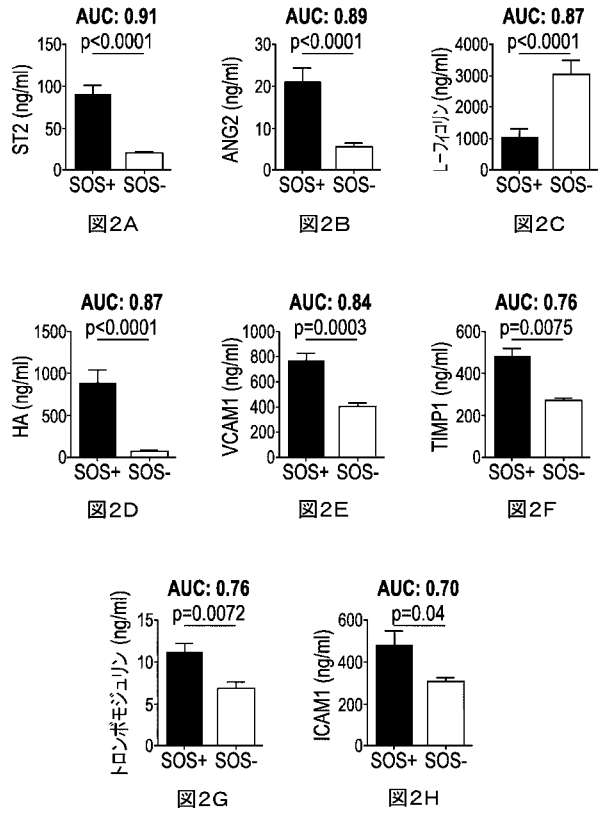 AUC: 0.91
p<0.0001
ST2 (ng/ml)
150
100
50
0
SOS+ SOS-
図2A
AUC: 0.89
p<0.0001
ANG2 (ng/ml)
30
20
10
0
SOS+ SOS-
図2B
AUC: 0.87
p<0.0001
L－フィコリン(ng/ml)
4000
3000
2000
1000
0
SOS+ SOS-
図2C
AUC: 0.87
p<0.0001
HA (ng/ml)
1500
1000
500
0
SOS+ SOS-
図2D
AUC: 0.84
p=0.0003
VCAM1 (ng/ml)
1000
800
600
400
200
0
SOS+ SOS-
図2E
AUC: 0.76
p=0.0075
TIMP1 (ng/ml)
600
400
200
0
SOS+ SOS-
図2F
AUC: 0.76
p=0.0072
トロンボモジュリン (ng/ml)
15
10
5
0
SOS+ SOS-
図2G
AUC: 0.70
p=0.04
ICAM1 (ng/ml)
600
400
200
0
SOS+ SOS-
図2H